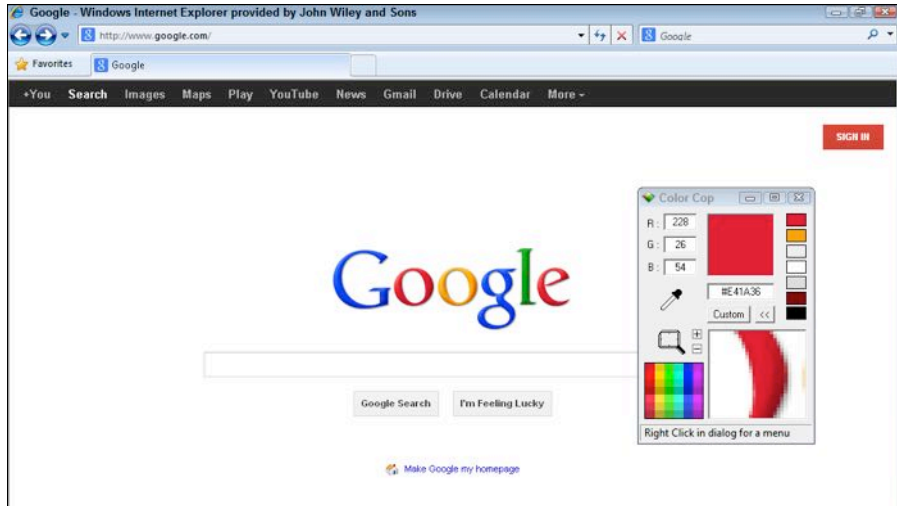 Google - Windows Internet Explorer provided by John Wiley and Sons
http://www.google.com/
Google
Favorites
Google
+You Search Images Maps Play YouTube News Gmail Drive Calendar More
SIGN IN
Color Cop
R: 228
G: 26
B: 54
#E41A36
Custom <<
Google
Google Search I'm Feeling Lucky
Right Click in dialog for a menu
Make Google my homepage